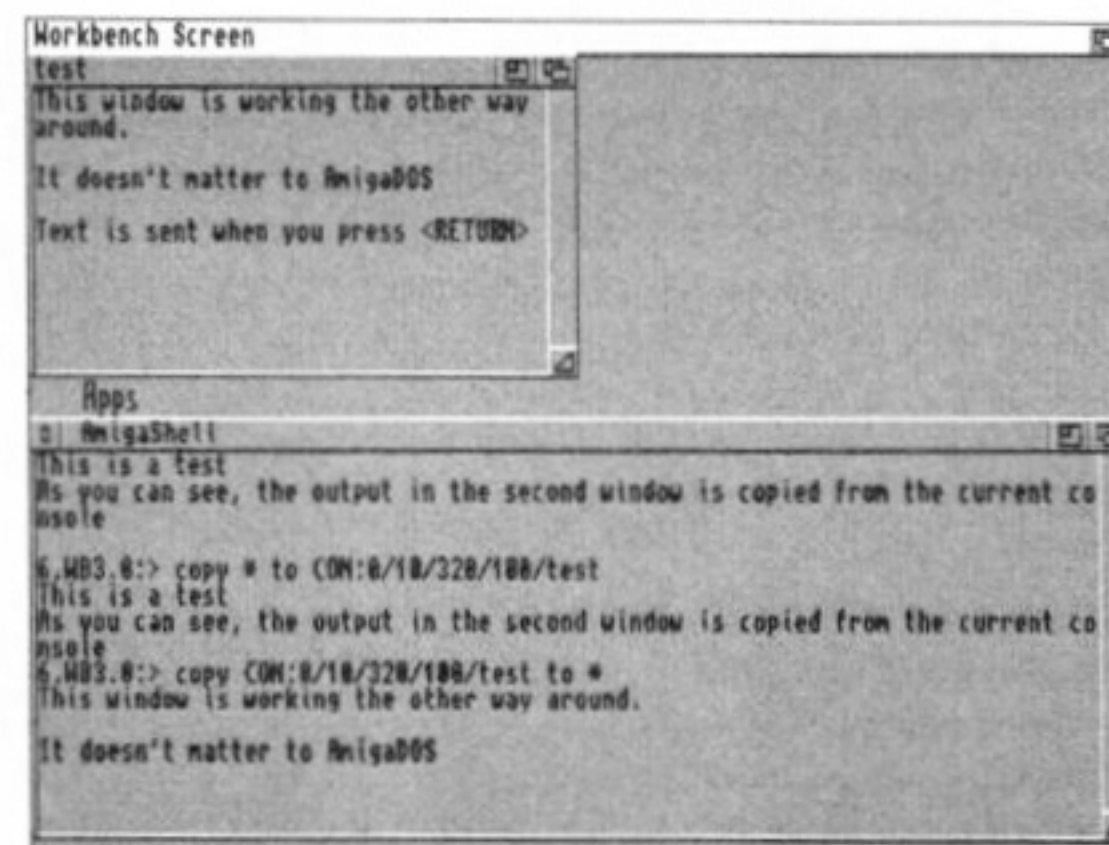 Workbench Screen
test
This window is working the other way
around.
It doesn't matter to AmigaDOS
Text is sent when you press <RETURN>
Apps
AmigaShell
This is a test
As you can see, the output in the second window is copied from the current co
nsole
6.WB3.0:> copy * to CON:0/10/320/100/test
This is a test
As you can see, the output in the second window is copied from the current co
nsole
6.WB3.0:> copy CON:0/10/320/100/test to *
This window is working the other way around.
It doesn't matter to AmigaDOS